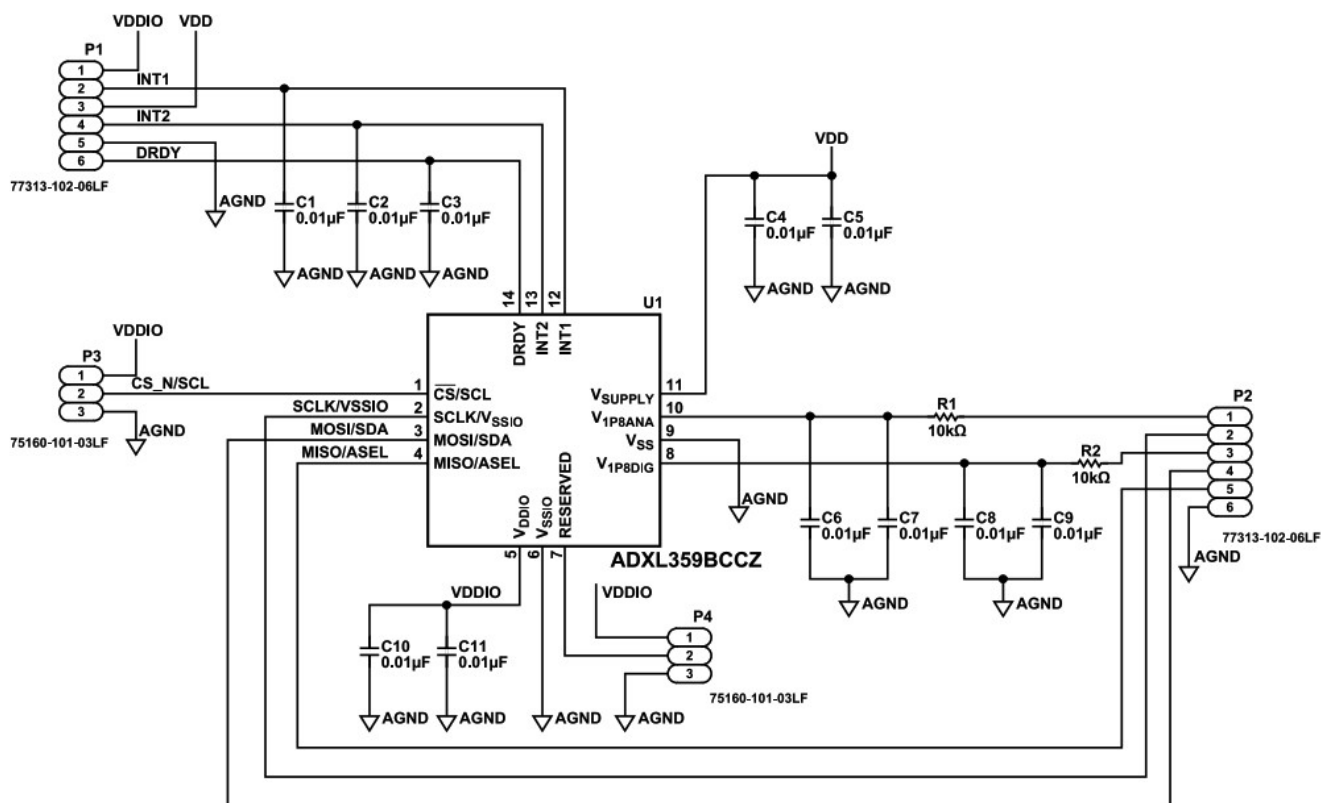 VDDIO VDD
P1
1
INT1
2
3
INT2
4
5
DRDY
6
77313-102-06LF
AGND
C1
0.01µF
C2
0.01µF
C3
0.01µF
AGND AGND AGND
VDD
C4
0.01µF
C5
0.01µF
AGND AGND
14 13 12
U1
DRDY INT2 INT1
VDDIO
P3
1
CS_N/SCL
2
3
AGND
75160-101-03LF
1 CS/SCL
SCLK/VSSIO 2 SCLK/VSSIO
MOSI/SDA 3 MOSI/SDA
MISO/ASEL 4 MISO/ASEL
VSUPPLY 11
V1P8ANA 10
VSS 9
V1P8DIG 8
VDDIO VSSIO RESERVED
5 6 7
ADXL359BCCZ
R1
10kΩ
R2
10kΩ
AGND
C6
0.01µF
C7
0.01µF
C8
0.01µF
C9
0.01µF
AGND AGND
P2
1
2
3
4
5
6
77313-102-06LF
AGND
VDDIO
C10
0.01µF
C11
0.01µF
AGND AGND AGND AGND
VDDIO
P4
1
2
3
75160-101-03LF